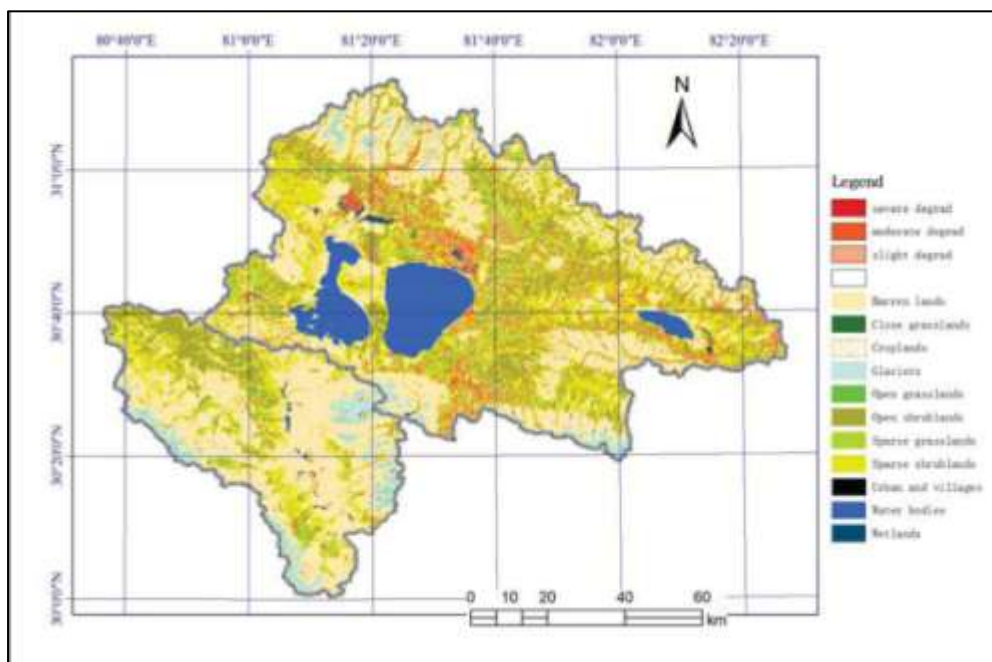 80°40'0"E 81°0'0"E 81°20'0"E 81°40'0"E 82°0'0"E 82°20'0"E
N
31°0'0"N
30°40'0"N
30°20'0"N
30°0'0"N
Legend
severe degrad
moderate degrad
slight degrad
Barren lands
Close grasslands
Croplands
Glaciers
Open grasslands
Open shrublands
Sparse grasslands
Sparse shrublands
Urban and villages
Water bodies
Wetlands
0 10 20 40 60
km